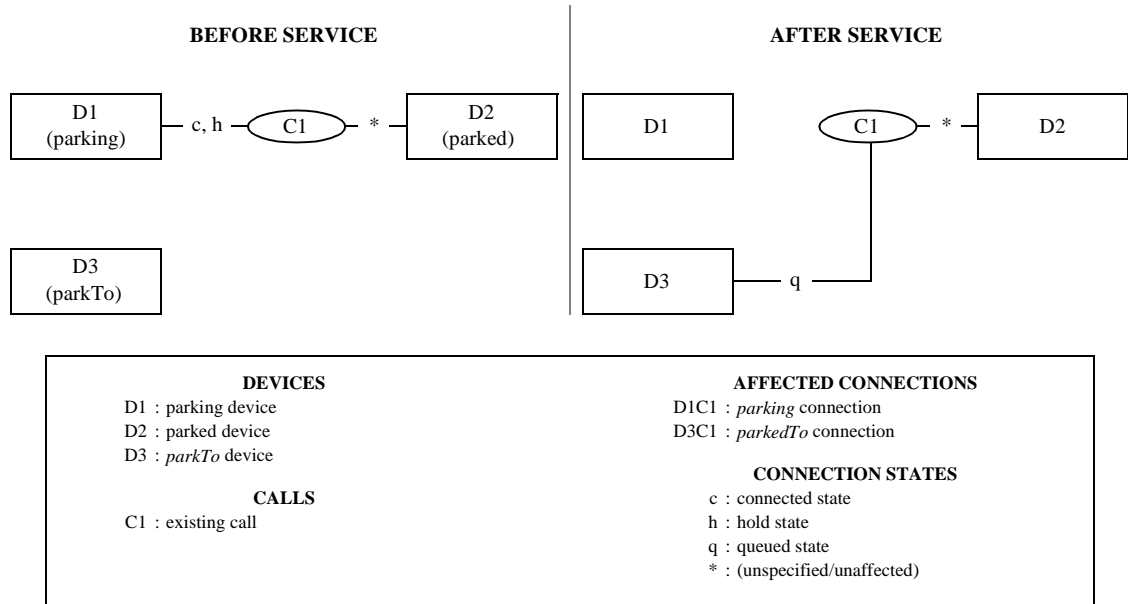 BEFORE SERVICE
D1
(parking)
c, h
C1
*
D2
(parked)
D3
(parkTo)
AFTER SERVICE
D1
C1
*
D2
D3
q
DEVICES
D1 : parking device
D2 : parked device
D3 : parkTo device
CALLS
C1 : existing call
AFFECTED CONNECTIONS
D1C1 : parking connection
D3C1 : parkedTo connection
CONNECTION STATES
c : connected state
h : hold state
q : queued state
* : (unspecified/unaffected)